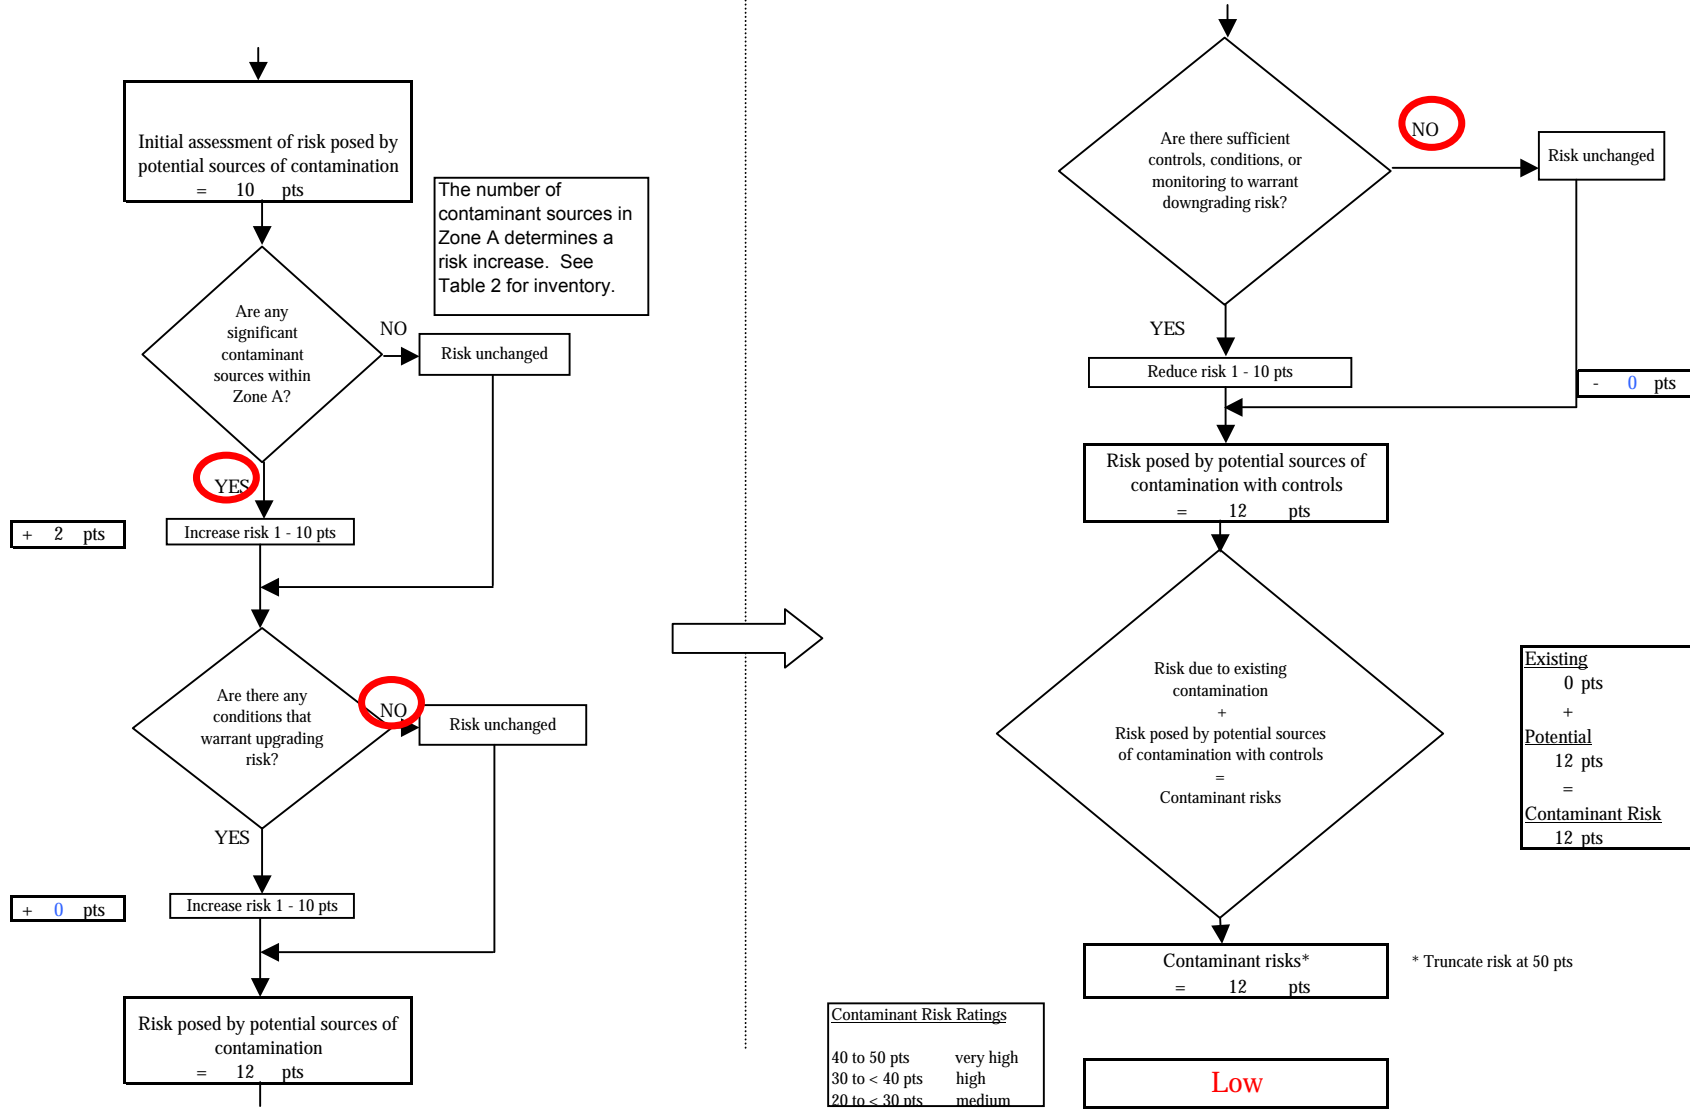 Initial assessment of risk posed by
potential sources of contamination
= 10 pts
The number of
contaminant sources in
Zone A determines a
risk increase. See
Table 2 for inventory.
Are any
significant
contaminant
sources within
Zone A?
NO
Risk unchanged
YES
+ 2 pts
Increase risk 1 - 10 pts
Are there any
conditions that
warrant upgrading
risk?
NO
Risk unchanged
YES
+ 0 pts
Increase risk 1 - 10 pts
Risk posed by potential sources of
contamination
= 12 pts
Are there sufficient
controls, conditions, or
monitoring to warrant
downgrading risk?
NO
Risk unchanged
YES
Reduce risk 1 - 10 pts
- 0 pts
Risk posed by potential sources of
contamination with controls
= 12 pts
Risk due to existing
contamination
+
Risk posed by potential sources
of contamination with controls
=
Contaminant risks
Existing
0 pts
+
Potential
12 pts
=
Contaminant Risk
12 pts
Contaminant risks*
= 12 pts
* Truncate risk at 50 pts
Contaminant Risk Ratings
40 to 50 pts very high
30 to < 40 pts high
20 to < 30 pts medium
Low